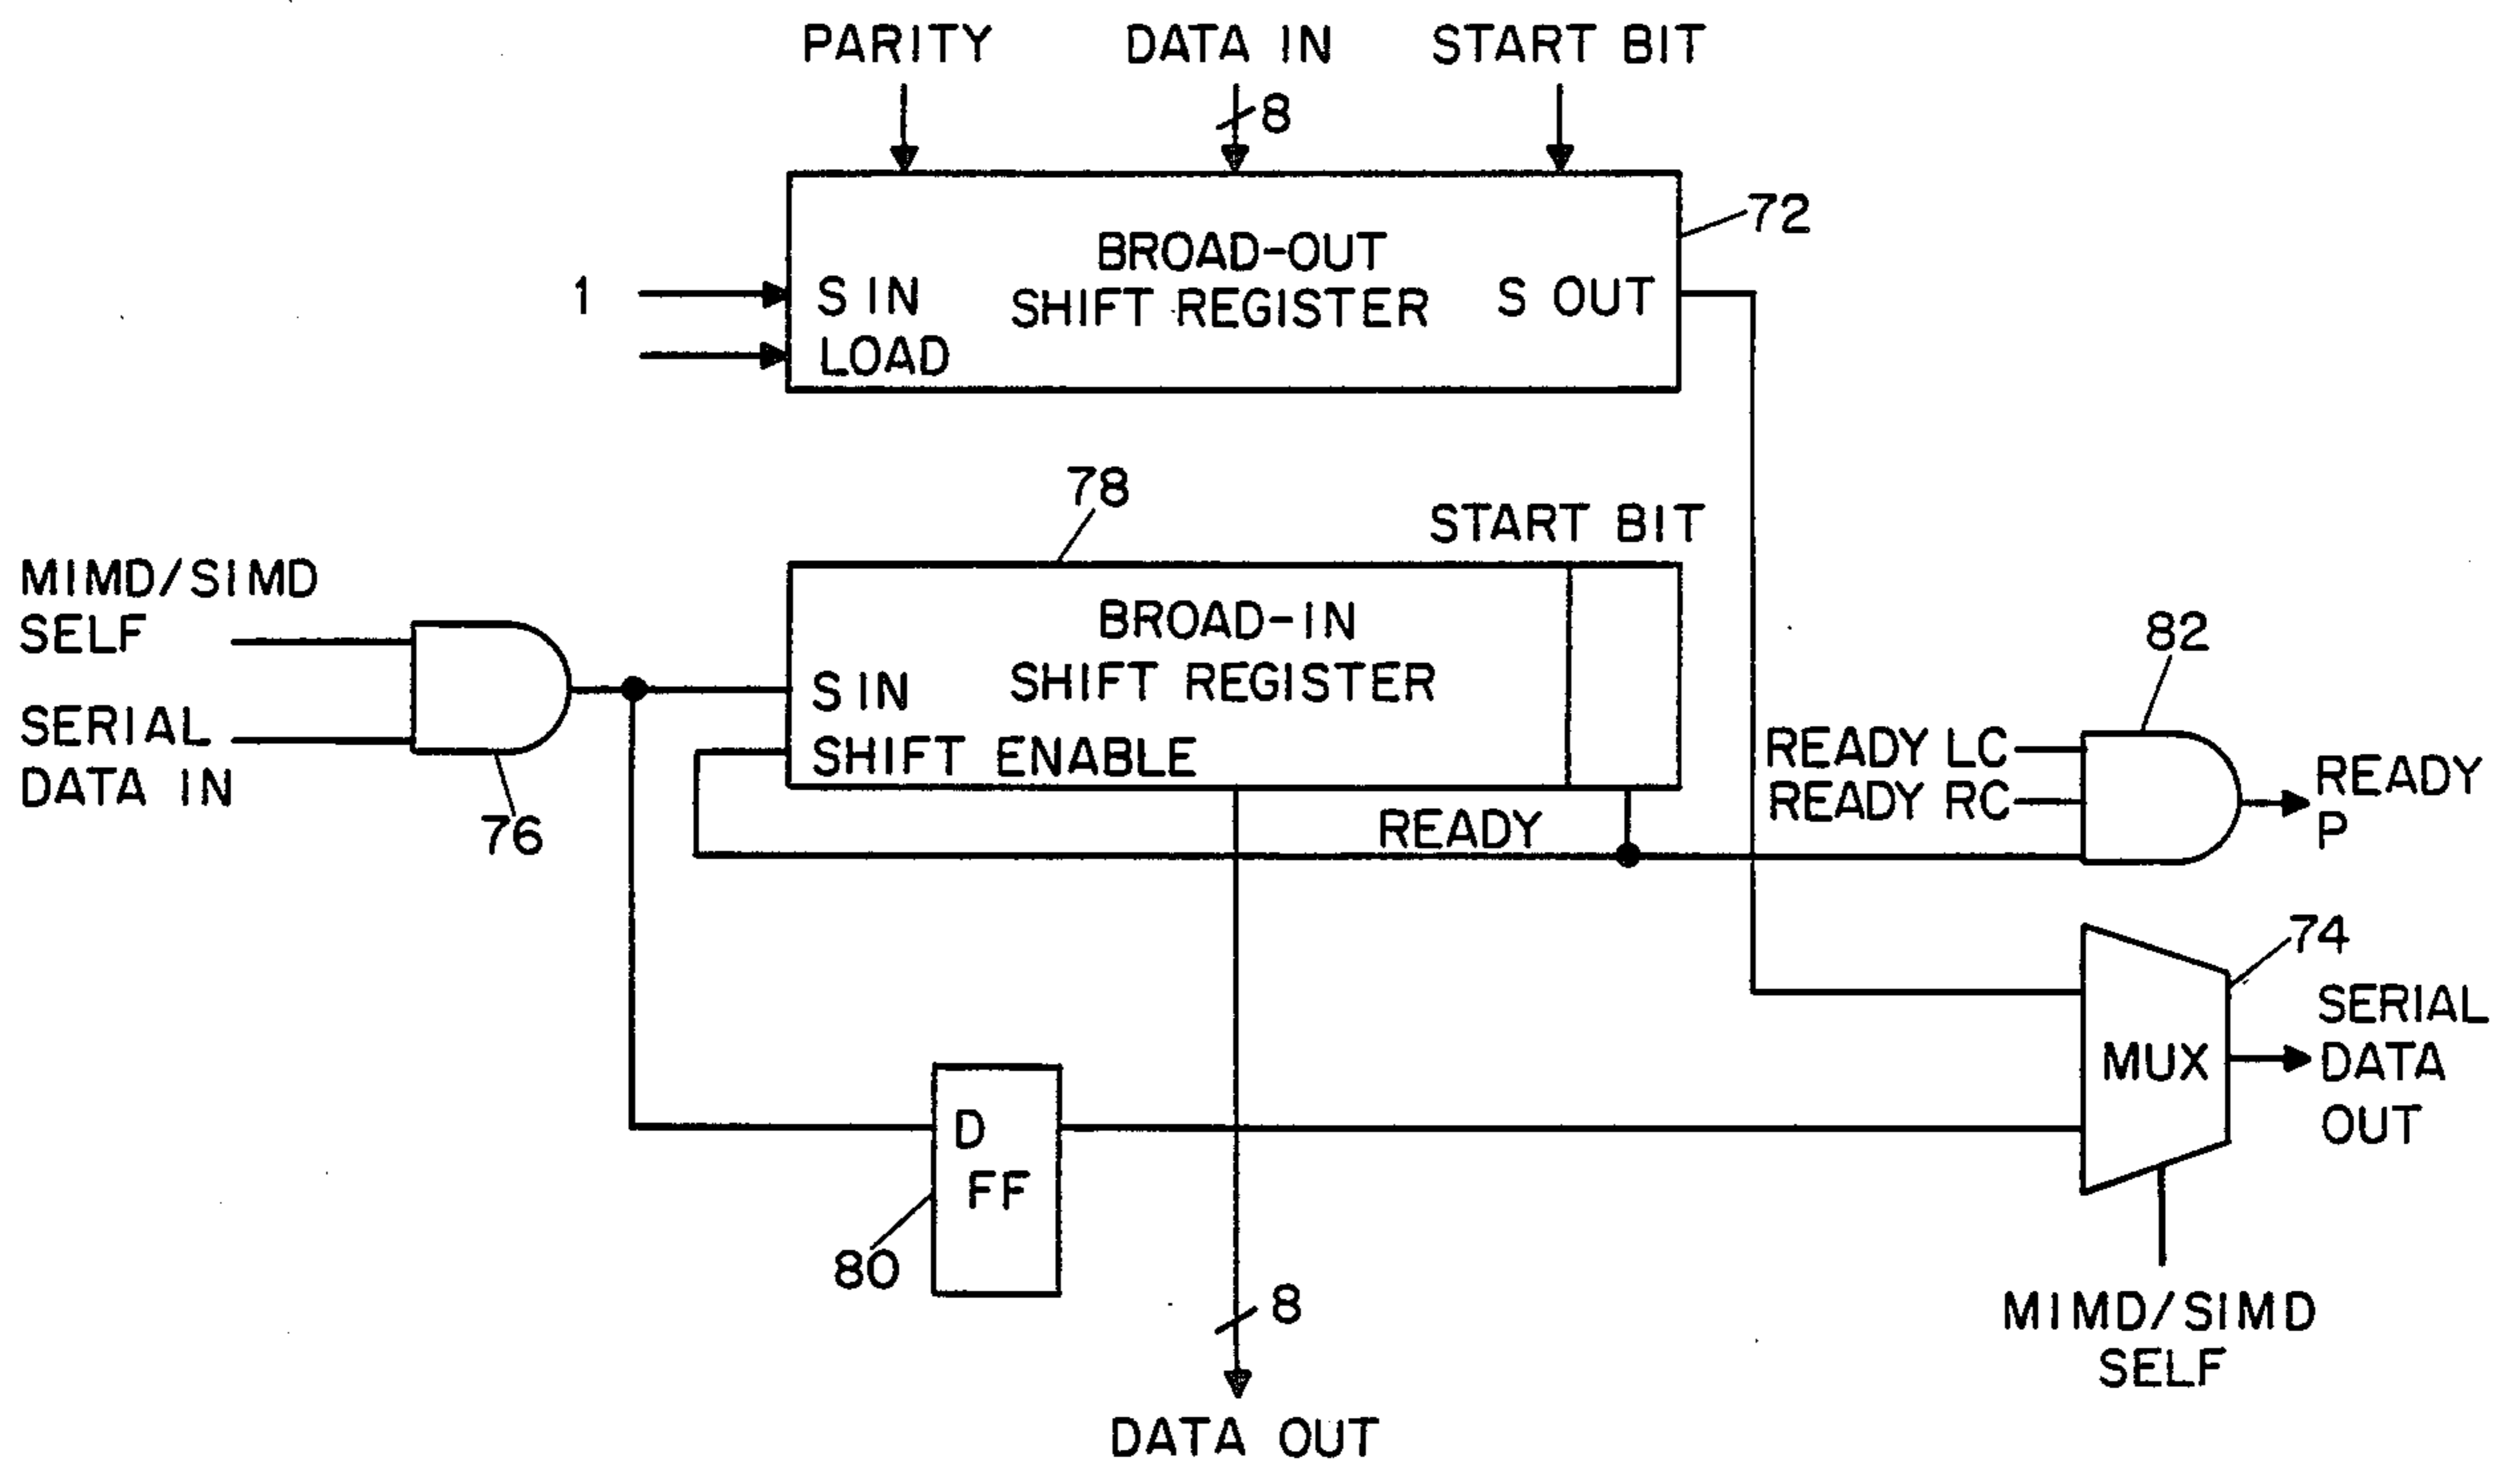 PARITY
DATA IN
START BIT
8
72
BROAD-OUT
SHIFT REGISTER
1
S IN
S OUT
LOAD
78
START BIT
MIMD/SIMD
SELF
BROAD-IN
SHIFT REGISTER
S IN
SHIFT ENABLE
SERIAL
DATA IN
76
READY
82
READY LC
READY RC
READY
P
74
SERIAL
DATA
OUT
MUX
D
FF
80
8
MIMD/SIMD
SELF
DATA OUT